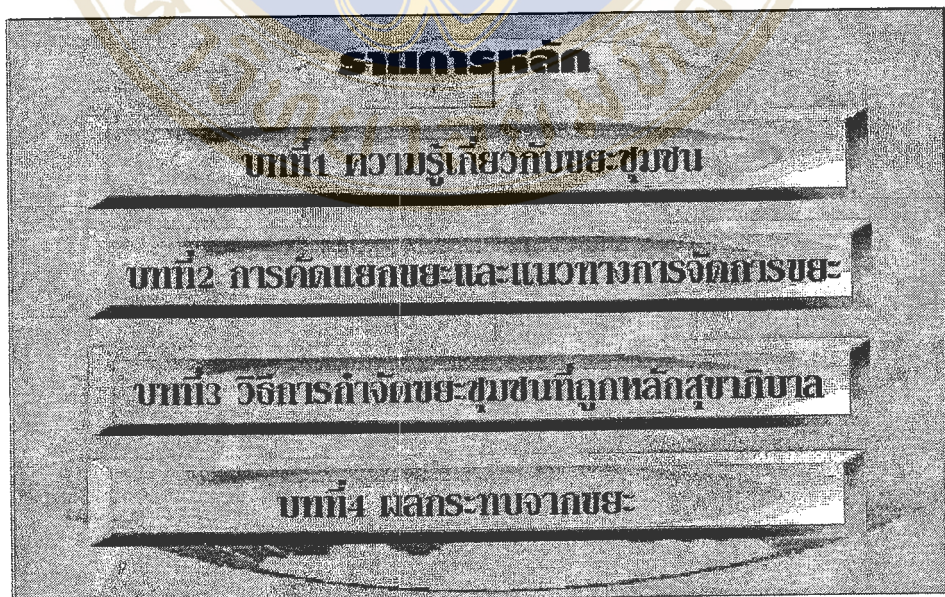 รายการหลัก
บทที่1 ความรู้เกี่ยวกับขยะชุมชน
บทที่2 การคัดแยกขยะและแนวทางการจัดการขยะ
บทที่3 วิธีการกำจัดขยะชุมชนที่ถูกหลักสุขาภิบาล
บทที่4 ผลกระทบจากขยะ